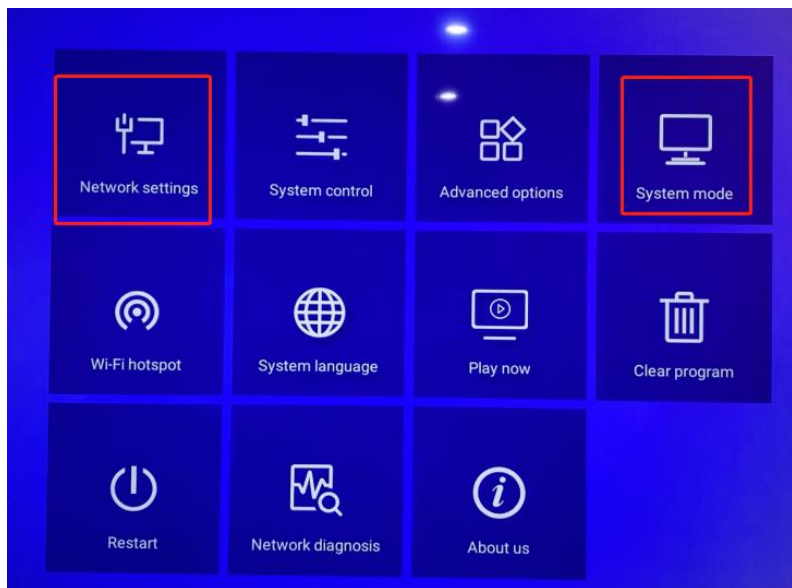 Network settings
System control
Advanced options
System mode
Wi-Fi hotspot
System language
Play now
Clear program
Restart
Network diagnosis
About us